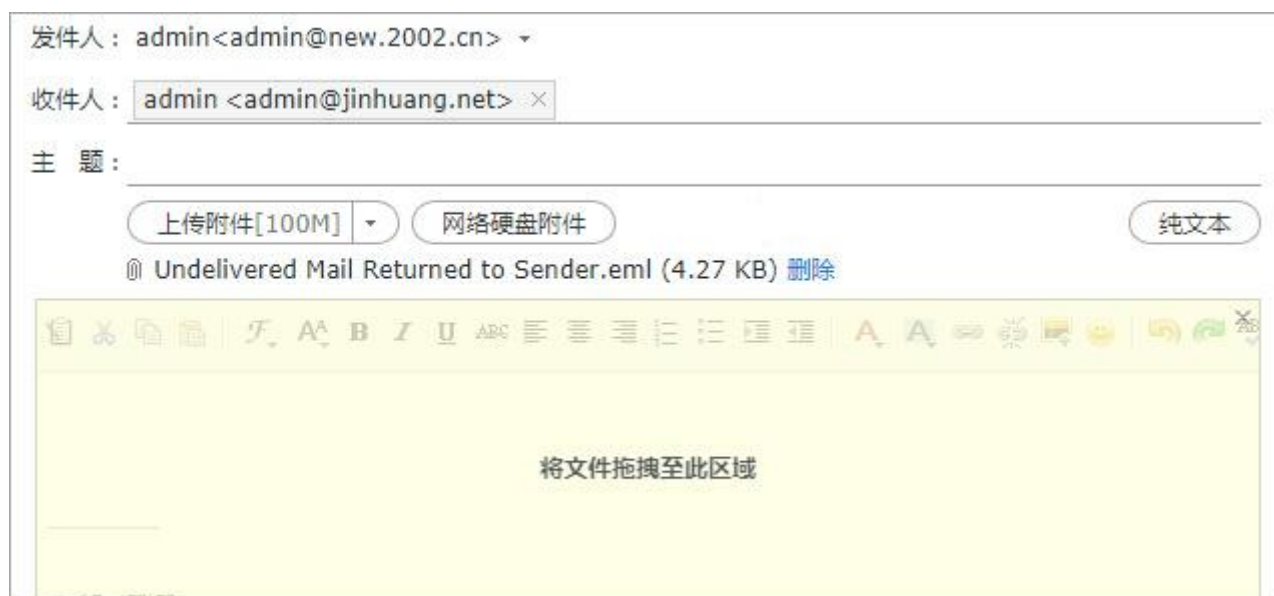 发件人：admin<admin@new.2002.cn>
收件人：admin <admin@jinhuang.net> ×
主 题：
上传附件[100M] 网络硬盘附件 纯文本
Undelivered Mail Returned to Sender.eml (4.27 KB) 删除
B I U ABC A A
将文件拖拽至此区域